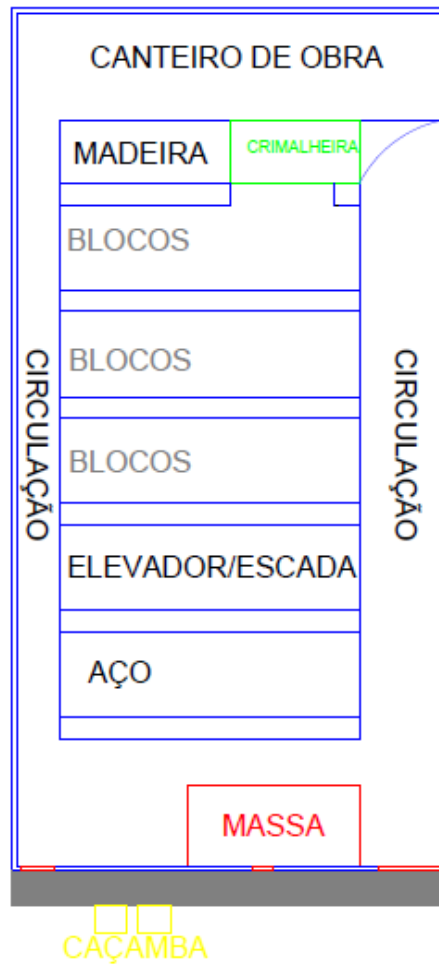 CANTEIRO DE OBRA
MADEIRA
CRIMALHEIRA
BLOCOS
BLOCOS
BLOCOS
CIRCULAÇÃO
CIRCULAÇÃO
ELEVADOR/ESCADA
AÇO
MASSA
CAÇAMBA